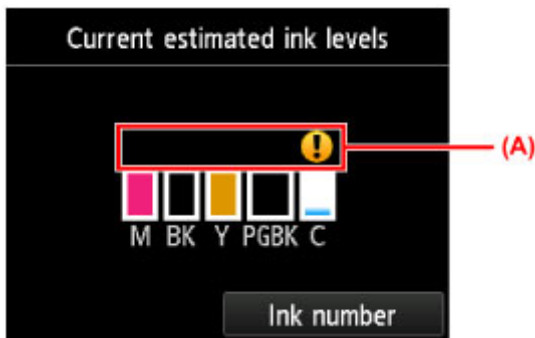 Current estimated ink levels
!
(A)
M BK Y PGBK C
Ink number